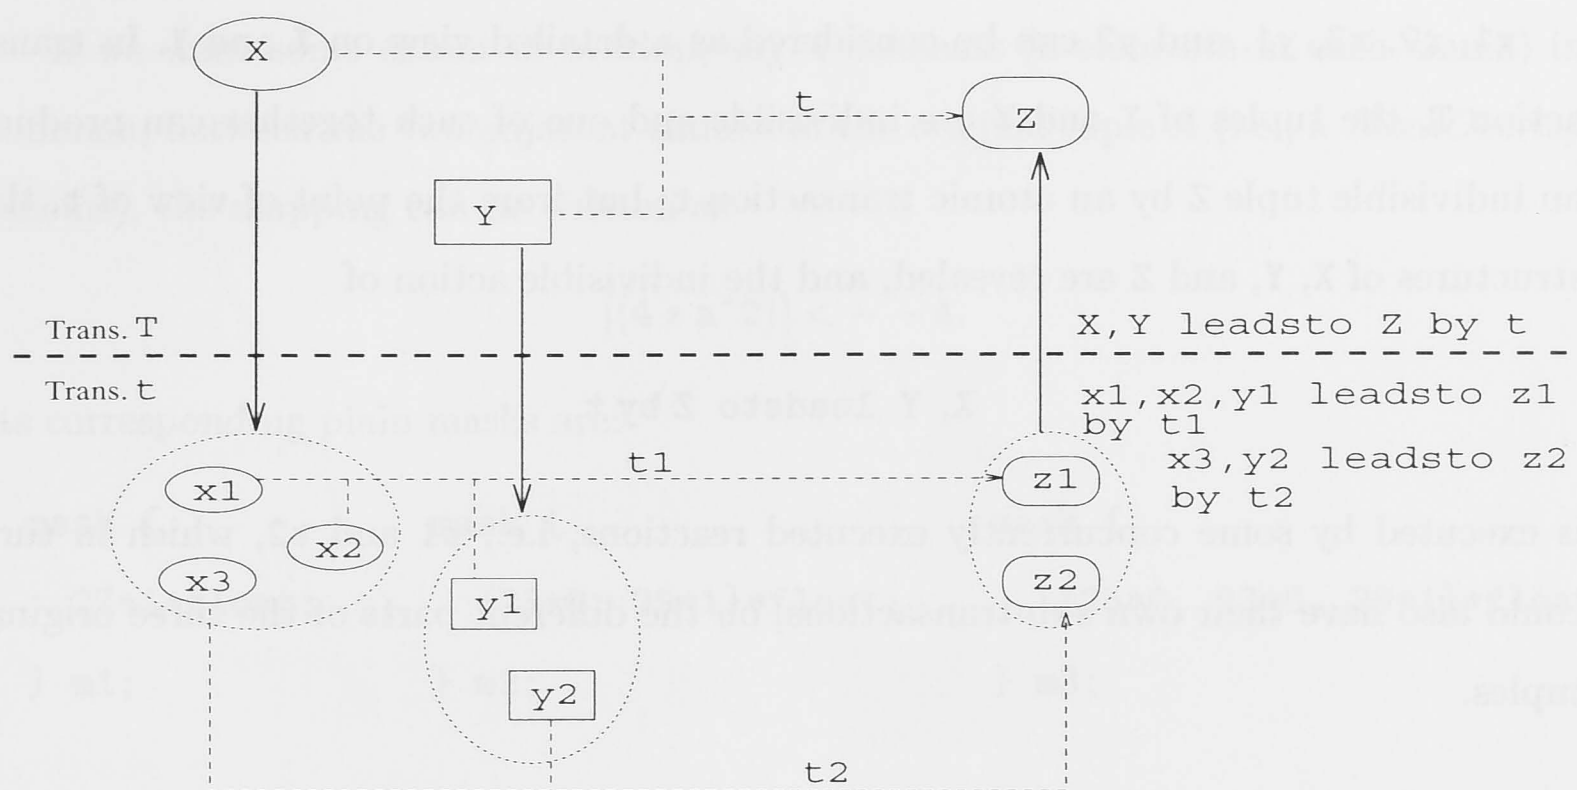 X
t
Z
Y
Trans. T
X,Y leadsto Z by t
Trans. t
x1,x2,y1 leadsto z1
by t1
t1
x3,y2 leadsto z2
by t2
x1
z1
x2
x3
y1
z2
y2
t2